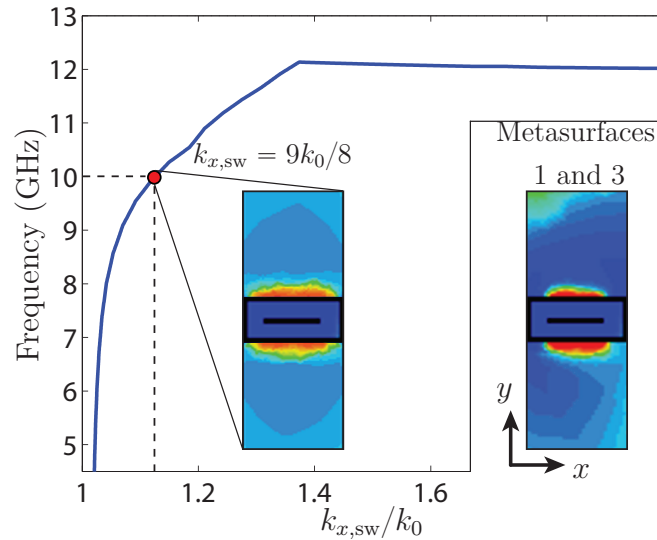 13
12
11
10
9
8
7
6
5
Frequency (GHz)
1
1.2
1.4
1.6
k_{x,sw}/k_0
k_{x,sw} = 9k_0/8
Metasurfaces
1 and 3
y
x